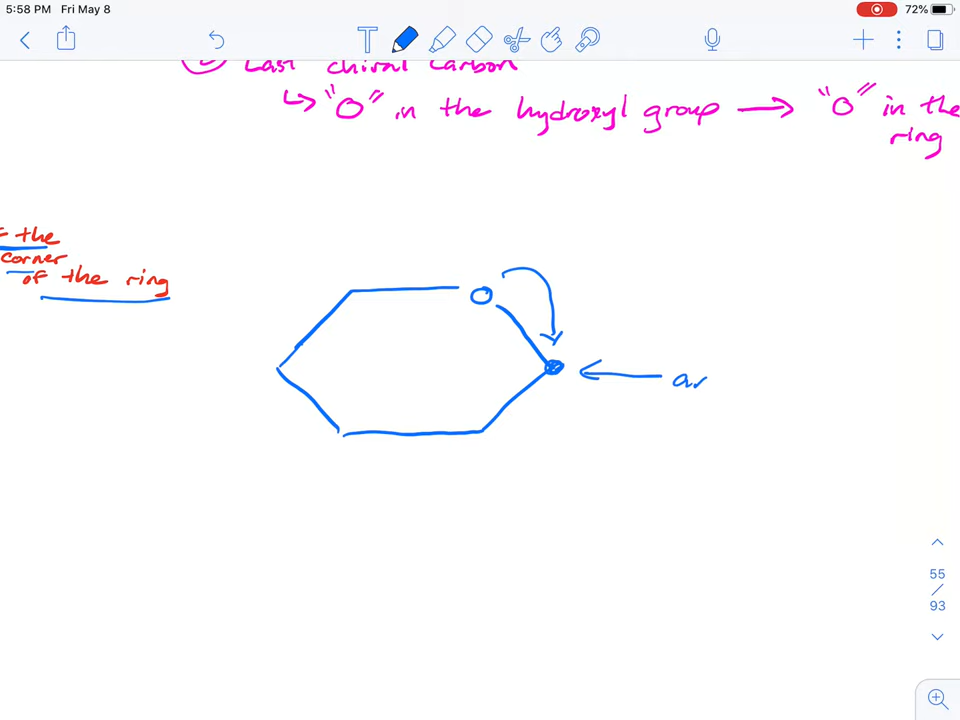 5:58 PM Fri May 8
72%
Last chiral carbon
↳ "O" in the hydroxyl group → "O" in the
ring
the
corner
of the ring
O
an
55
/
93
T